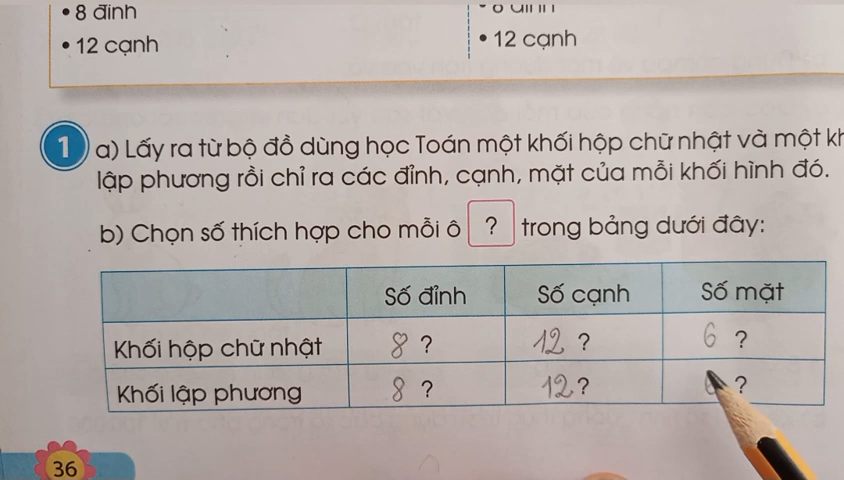 • 8 đỉnh
• 12 cạnh
• 12 cạnh
1 a) Lấy ra từ bộ đồ dùng học Toán một khối hộp chữ nhật và một
lập phương rồi chỉ ra các đỉnh, cạnh, mặt của mỗi khối hình đó.
b) Chọn số thích hợp cho mỗi ô ? trong bảng dưới đây:
Số đỉnh Số cạnh Số mặt
Khối hộp chữ nhật 8 ? 12 ? 6 ?
Khối lập phương 8 ? 12 ? ?
36